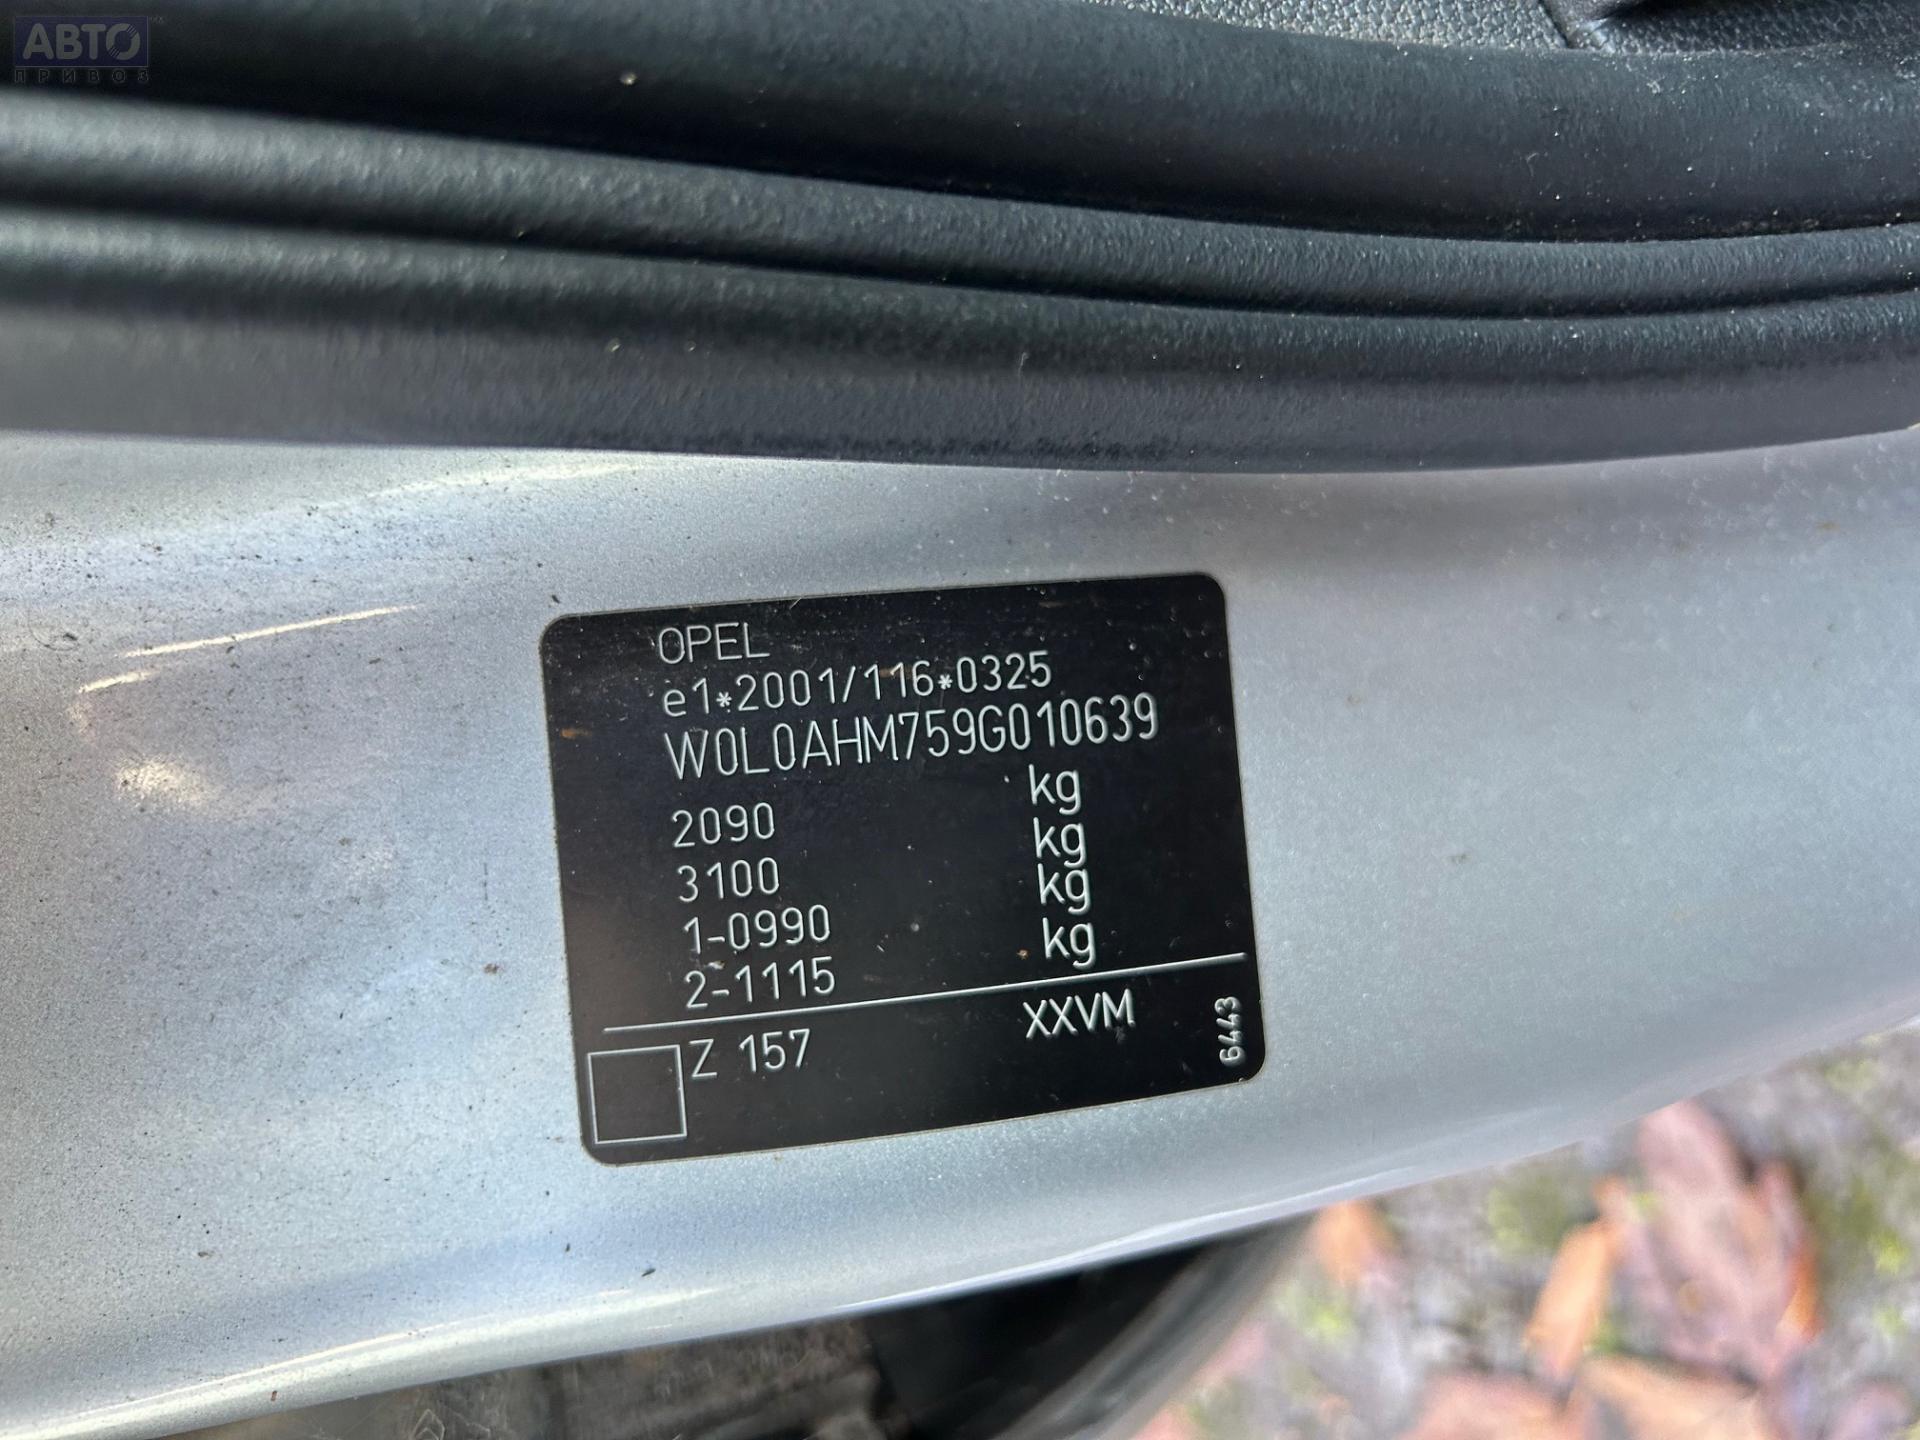 АВТО
ПРИВОЗ
OPEL
e1*2001/116*0325
W0L0AHM759G010639
2090 kg
3100 kg
1-0990 kg
2-1115 kg
Z 157 XXVM
6443